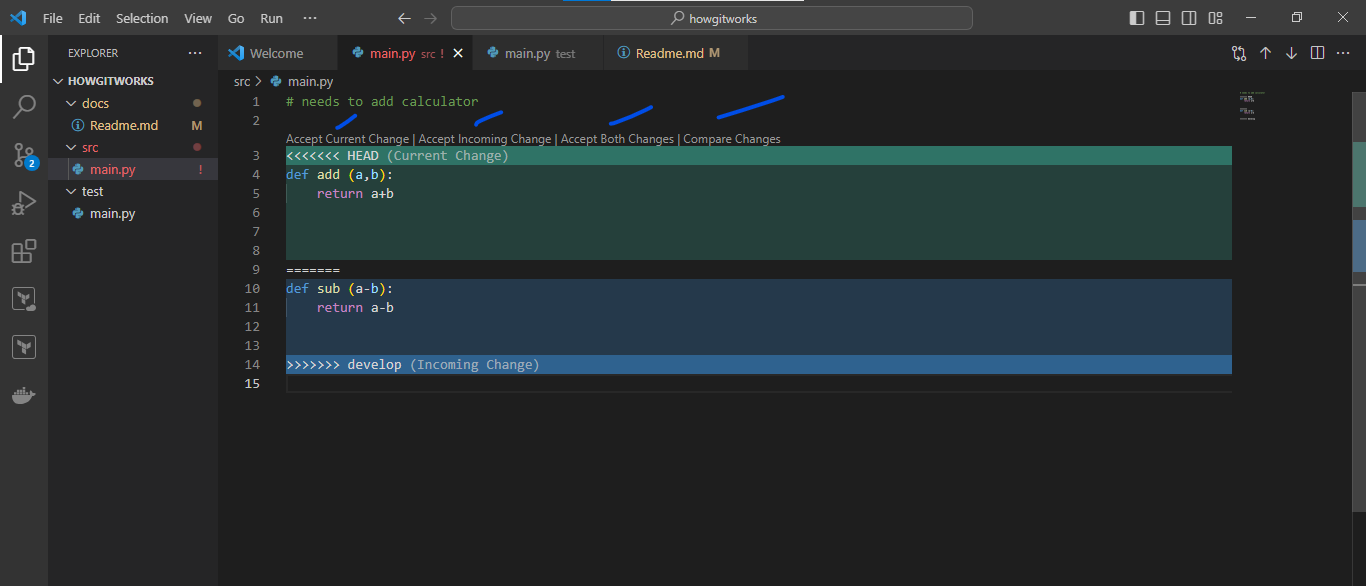 File Edit Selection View Go Run ···
howgitworks
EXPLORER ···
Welcome
main.py src !
main.py test
Readme.md M
HOWGITWORKS
docs
Readme.md M
src
main.py !
test
main.py
2
src > main.py
1 # needs to add calculator
2
Accept Current Change | Accept Incoming Change | Accept Both Changes | Compare Changes
3 <<<<<<< HEAD (Current Change)
4 def add (a,b):
5 return a+b
6
7
8
9 =======
10 def sub (a-b):
11 return a-b
12
13
14 >>>>>>> develop (Incoming Change)
15